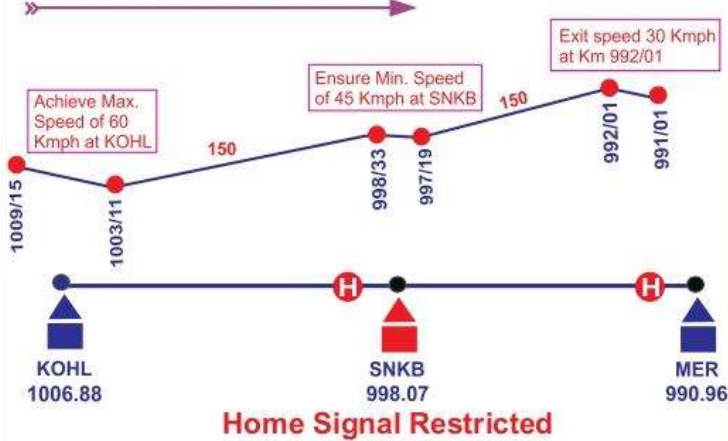 Exit speed 30 Kmph
at Km 992/01
Ensure Min. Speed
of 45 Kmph at SNKB
Achieve Max.
Speed of 60
Kmph at KOHL
150
150
1009/15
1003/11
998/33
997/19
992/01
991/01
H
H
KOHL
1006.88
SNKB
998.07
MER
990.96
Home Signal Restricted